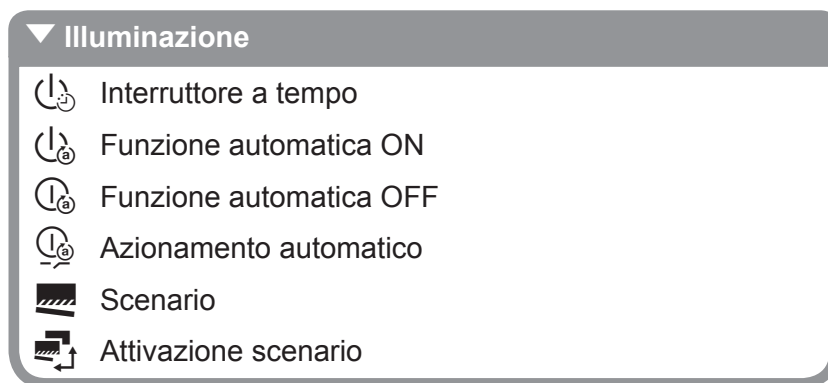 Illuminazione
Interruttore a tempo
Funzione automatica ON
Funzione automatica OFF
Azionamento automatico
Scenario
Attivazione scenario